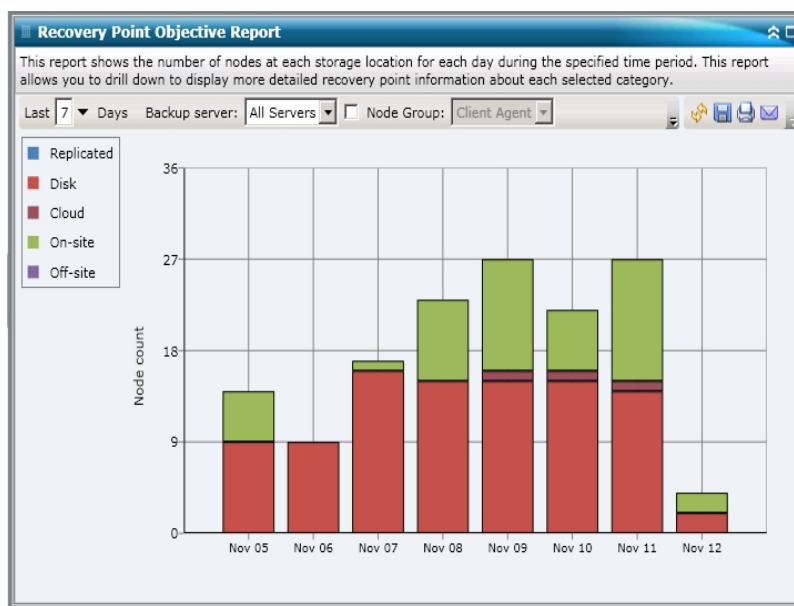 Recovery Point Objective Report
This report shows the number of nodes at each storage location for each day during the specified time period. This report
allows you to drill down to display more detailed recovery point information about each selected category.
Last 7 Days Backup server: All Servers Node Group: Client Agent
Replicated
Disk
Cloud
On-site
Off-site
Node count
36
27
18
9
0
Nov 05 Nov 06 Nov 07 Nov 08 Nov 09 Nov 10 Nov 11 Nov 12